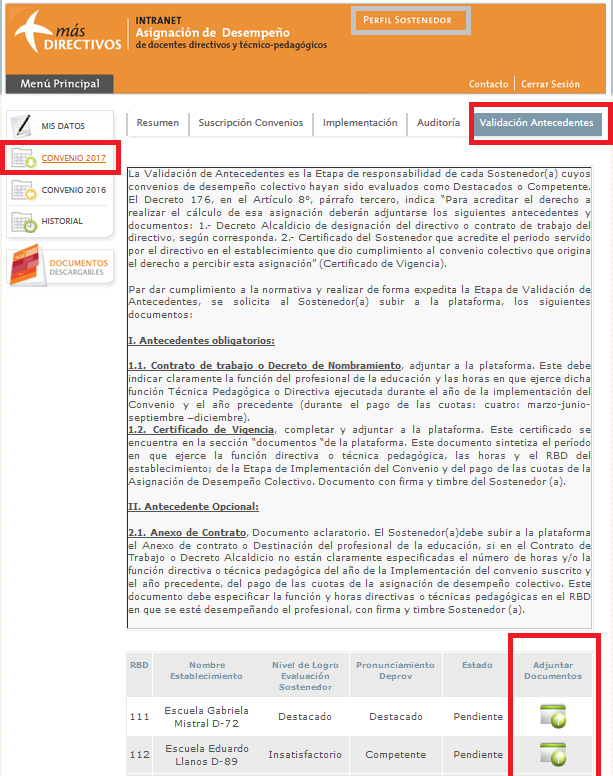 más
DIRECTIVOS
INTRANET
Asignación de Desempeño
de docentes directivos y técnico-pedagógicos
PERFIL SOSTENEDOR
Menú Principal
Contacto
Cerrar Sesión
MIS DATOS
CONVENIO 2017
CONVENIO 2016
HISTORIAL
DOCUMENTOS
DESCARGABLES
Resumen
Suscripción Convenios
Implementación
Auditoría
Validación Antecedentes
La Validación de Antecedentes es la Etapa de responsabilidad de cada Sostenedor(a) cuyos
convenios de desempeño colectivo hayan sido evaluados como Destacados o Competente.
El Decreto 176, en el Artículo 8º, párrafo tercero, indica “Para acreditar el derecho a
realizar el cálculo de esa asignación deberán adjuntarse los siguientes antecedentes y
documentos: 1.- Decreto Alcaldicio de designación del directivo o contrato de trabajo del
directivo, según corresponda. 2.- Certificado del Sostenedor que acredite el periodo servido
por el directivo en el establecimiento que dio cumplimiento al convenio colectivo que origina
el derecho a percibir esta asignación” (Certificado de Vigencia).
Par dar cumplimiento a la normativa y realizar de forma expedita la Etapa de Validación de
Antecedentes, se solicita al Sostenedor(a) subir a la plataforma, los siguientes
documentos:
I. Antecedentes obligatorios:
1.1. Contrato de trabajo o Decreto de Nombramiento, adjuntar a la plataforma. Este debe
indicar claramente la función del profesional de la educación y las horas en que ejerce dicha
función Técnica Pedagógica o Directiva ejecutada durante el año de la implementación del
Convenio y el año precedente (durante el pago de las cuotas: cuatro: marzo-junio-
septiembre –diciembre).
1.2. Certificado de Vigencia, completar y adjuntar a la plataforma. Este certificado se
encuentra en la sección “documentos “de la plataforma. Este documento sintetiza el período
en que ejerce la función directiva o técnica pedagógica, las horas y el RBD del
establecimiento; de la Etapa de Implementación del Convenio y del pago de las cuotas de la
Asignación de Desempeño Colectivo. Documento con firma y timbre del Sostenedor (a).
II. Antecedente Opcional:
2.1. Anexo de Contrato, Documento aclaratorio. El Sostenedor(a)debe subir a la plataforma
el Anexo de contrato o Destinación del profesional de la educación, si en el Contrato de
Trabajo o Decreto Alcaldicio no están claramente especificadas el número de horas y/o la
función directiva o técnica pedagógica del año de la Implementación del convenio suscrito y
el año precedente, del pago de las cuotas de la asignación de desempeño colectivo. Este
documento debe especificar la función y horas directivas o técnicas pedagógicas en el RBD
en que se esté desempeñando el profesional, con firma y timbre Sostenedor (a).
RBD
Nombre
Establecimiento
Nivel de Logro
Evaluación
Sostenedor
Pronunciamiento
Deprov
Estado
Adjuntar
Documentos
111
Escuela Gabriela
Mistral D-72
Destacado
Destacado
Pendiente
112
Escuela Eduardo
Llanos D-89
Insatisfactorio
Competente
Pendiente